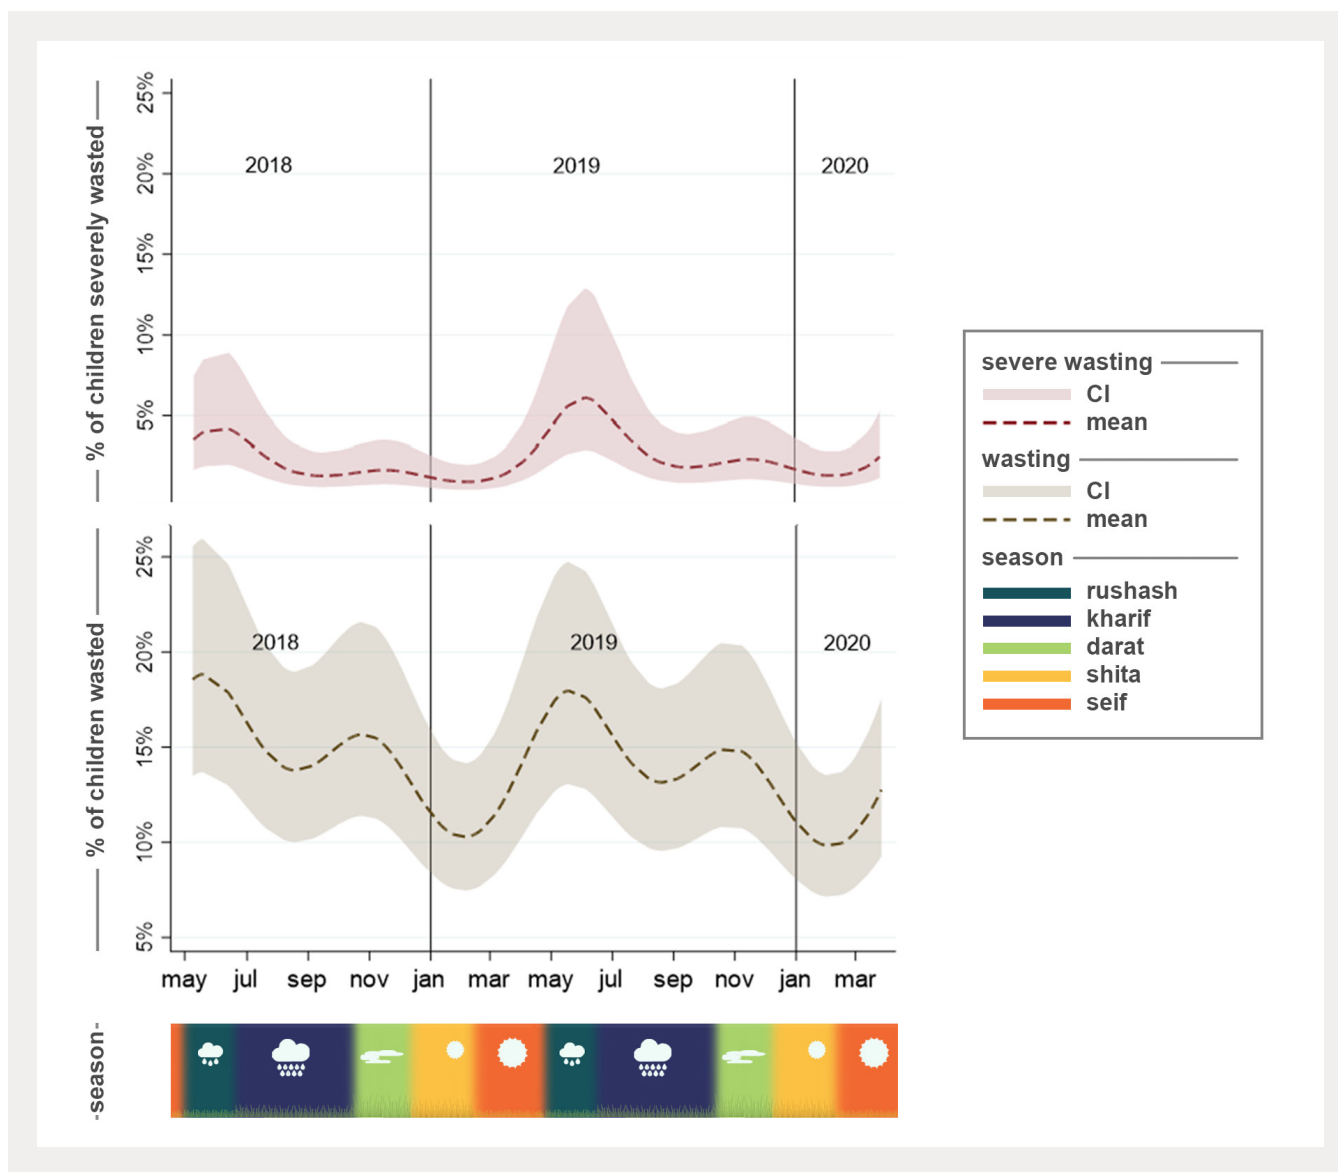 % of children severely wasted
25%
20%
15%
10%
5%
2018
2019
2020
% of children wasted
25%
20%
15%
10%
5%
2018
2019
2020
may jul sep nov jan mar may jul sep nov jan mar
-season-
severe wasting
CI
mean
wasting
CI
mean
season
rushash
kharif
darat
shita
seif